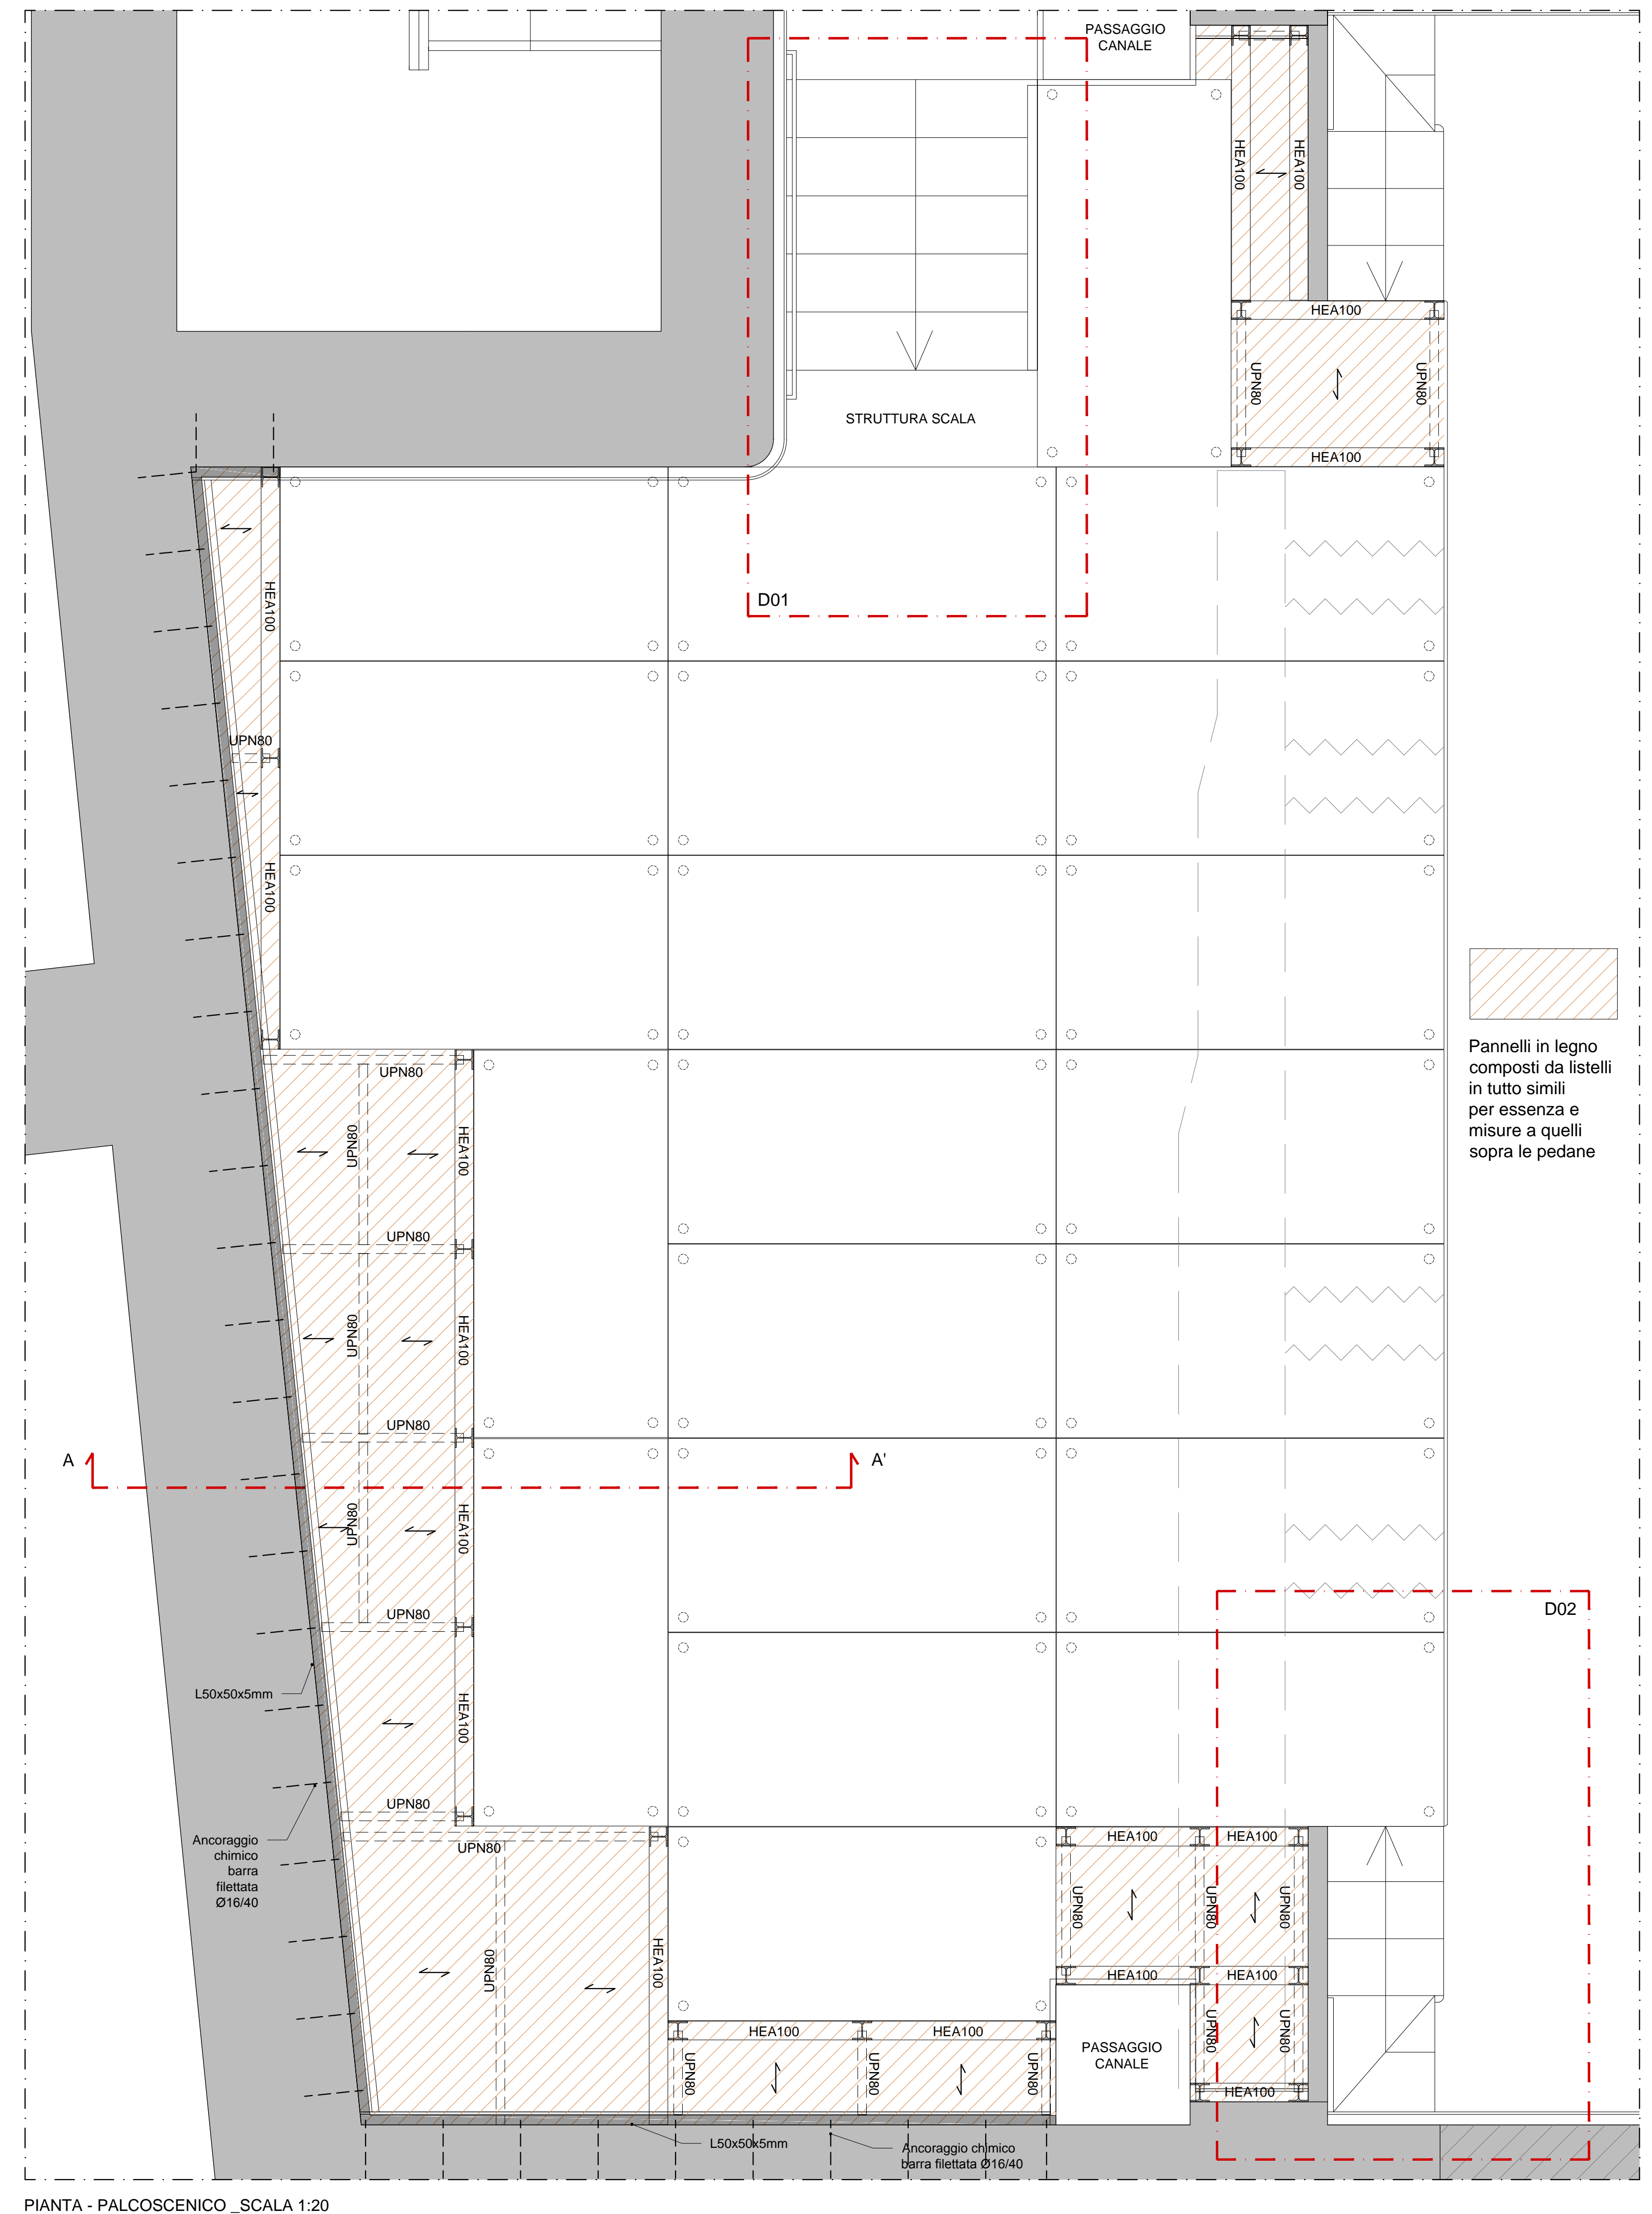 PASSAGGIO
CANALE
HEA100
HEA100
HEA100
UPN80
UPN80
STRUTTURA SCALA
HEA100
D01
HEA100
UPN80
HEA100
Pannelli in legno
composti da listelli
in tutto simili
per essenza e
misure a quelli
sopra le pedane
UPN80
UPN80
HEA100
UPN80
UPN80
HEA100
UPN80
A
A'
UPN80
HEA100
UPN80
D02
L50x50x5mm
HEA100
UPN80
Ancoraggio
chimico
barra
filettata
Ø16/40
UPN80
HEA100
HEA100
UPN80
UPN80
UPN80
UPN80
HEA100
HEA100
HEA100
HEA100
HEA100
UPN80
UPN80
PASSAGGIO
CANALE
UPN80
UPN80
UPN80
HEA100
L50x50x5mm
Ancoraggio chimico
barra filettata Ø16/40
PIANTA - PALCOSCENICO _SCALA 1:20